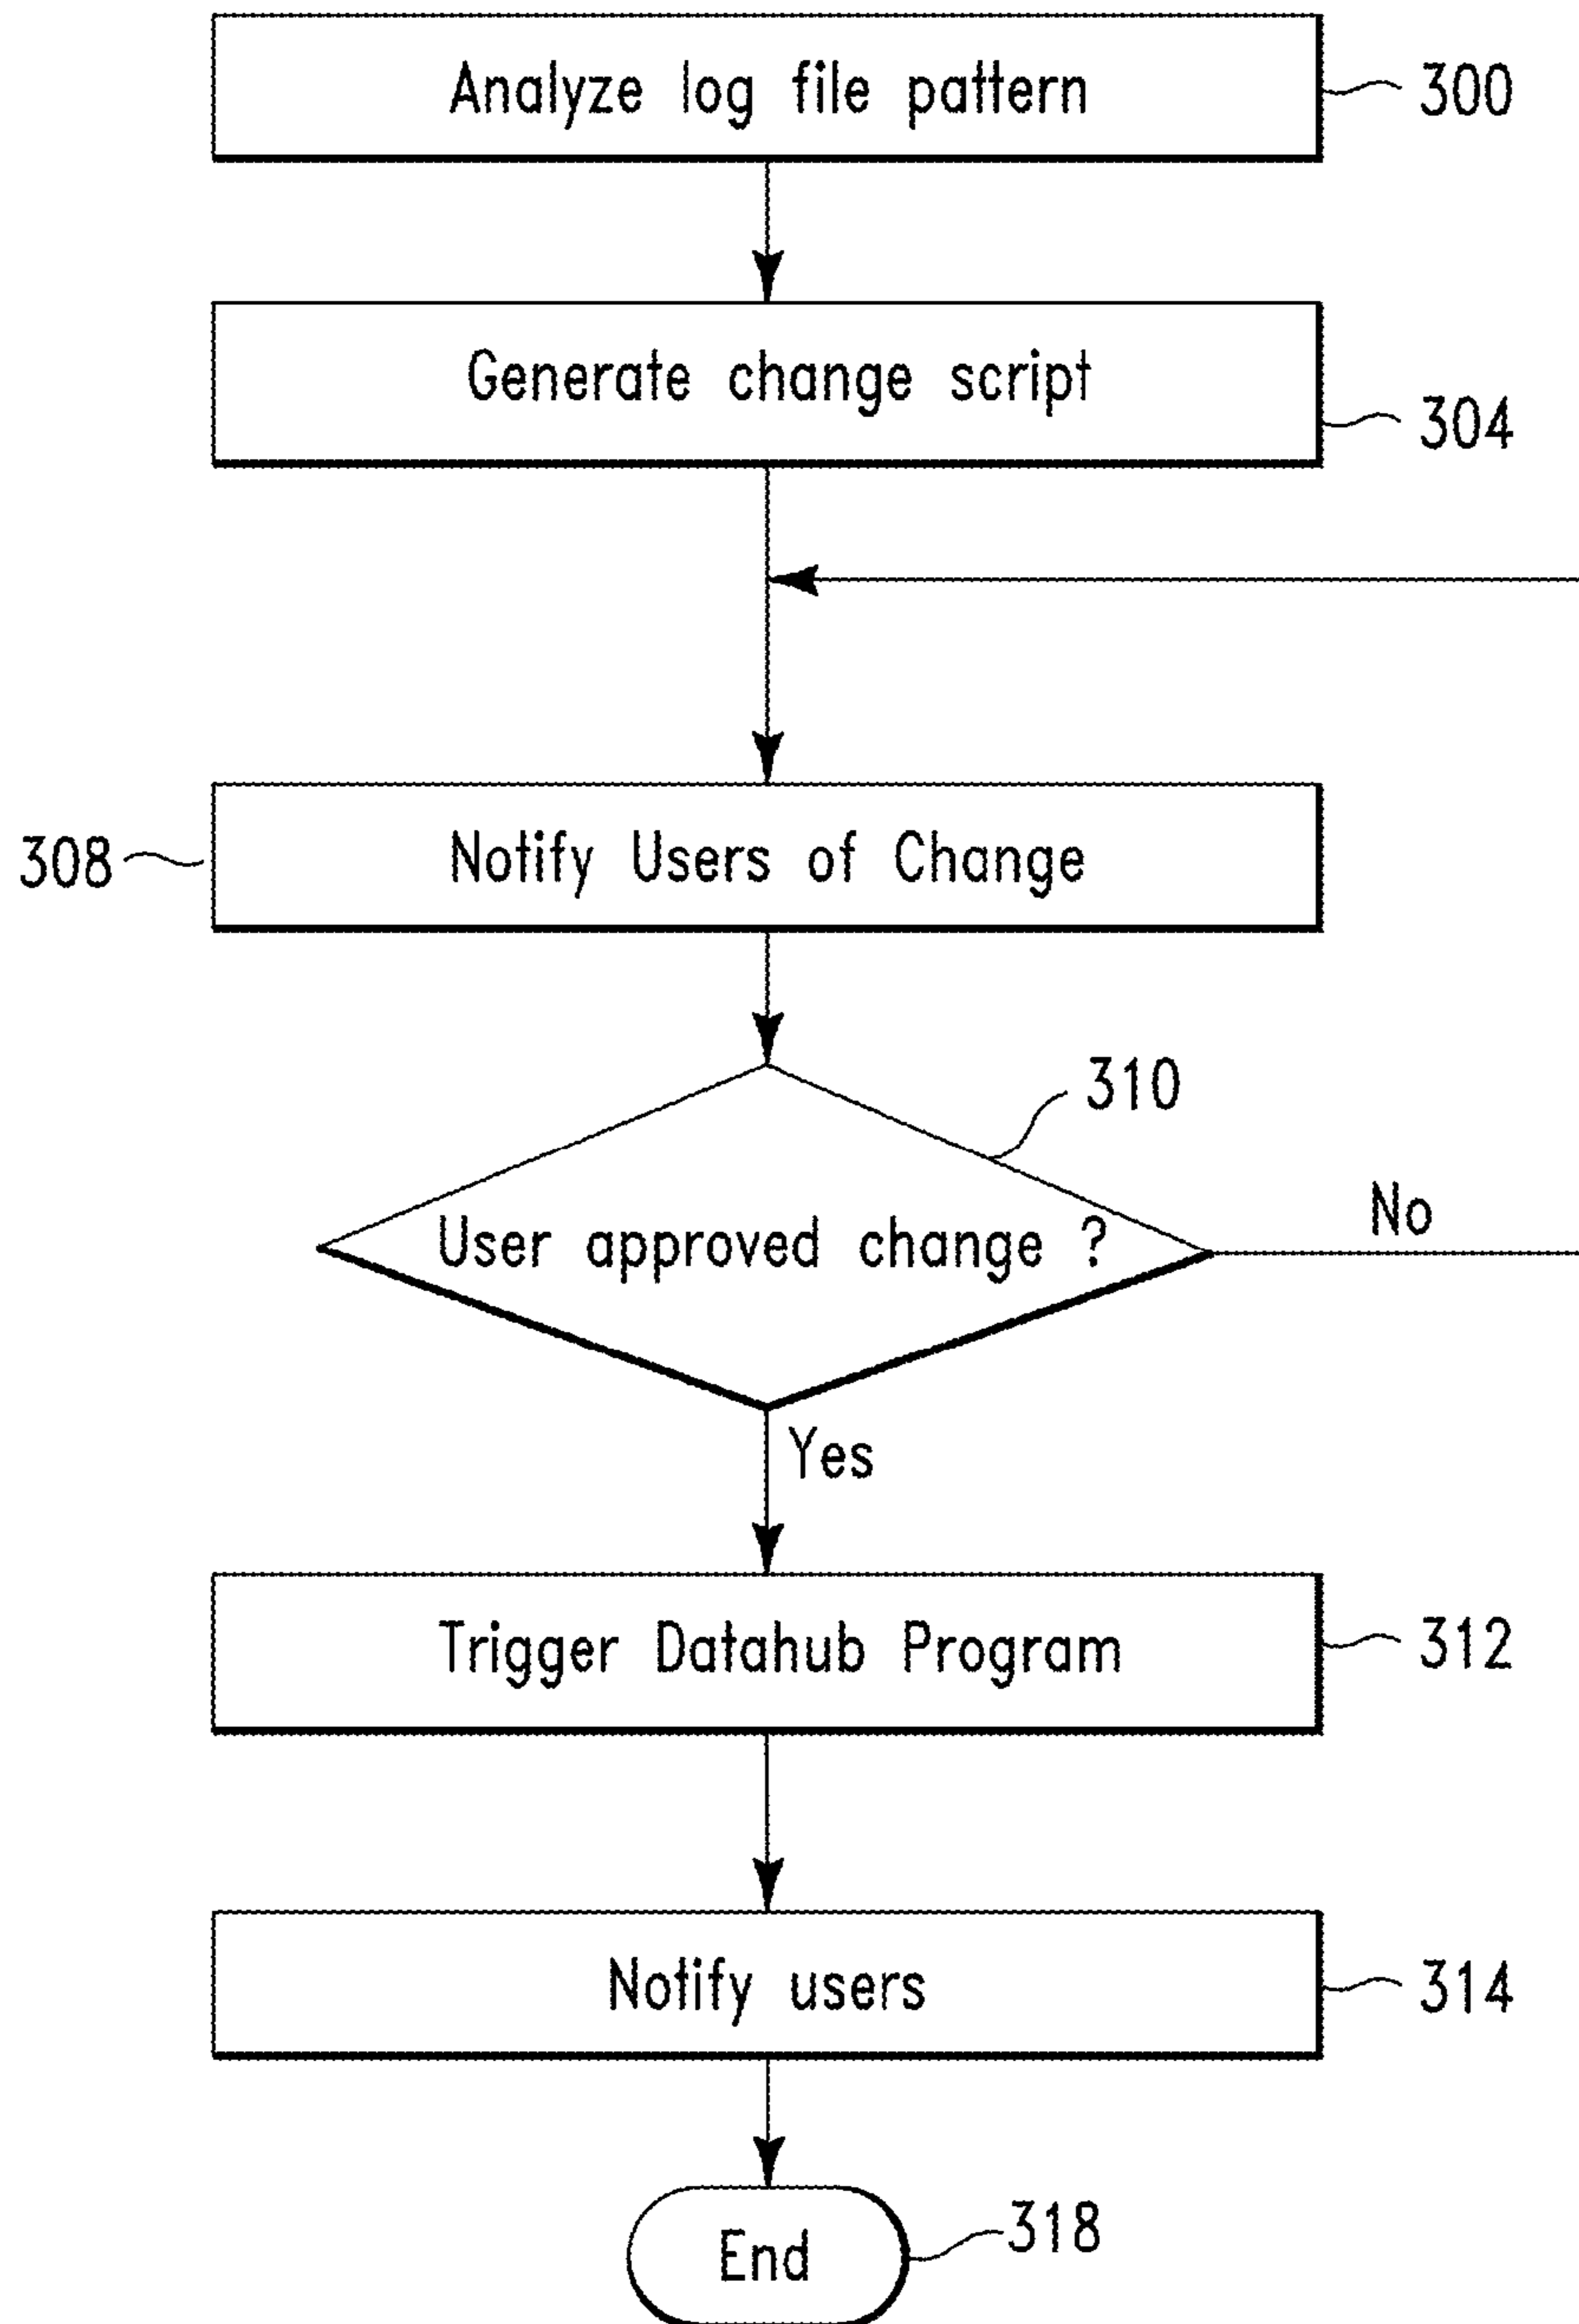 Analyze log file pattern
300
Generate change script
304
308
Notify Users of Change
310
User approved change ?
No
Yes
Trigger Datahub Program
312
Notify users
314
End
318